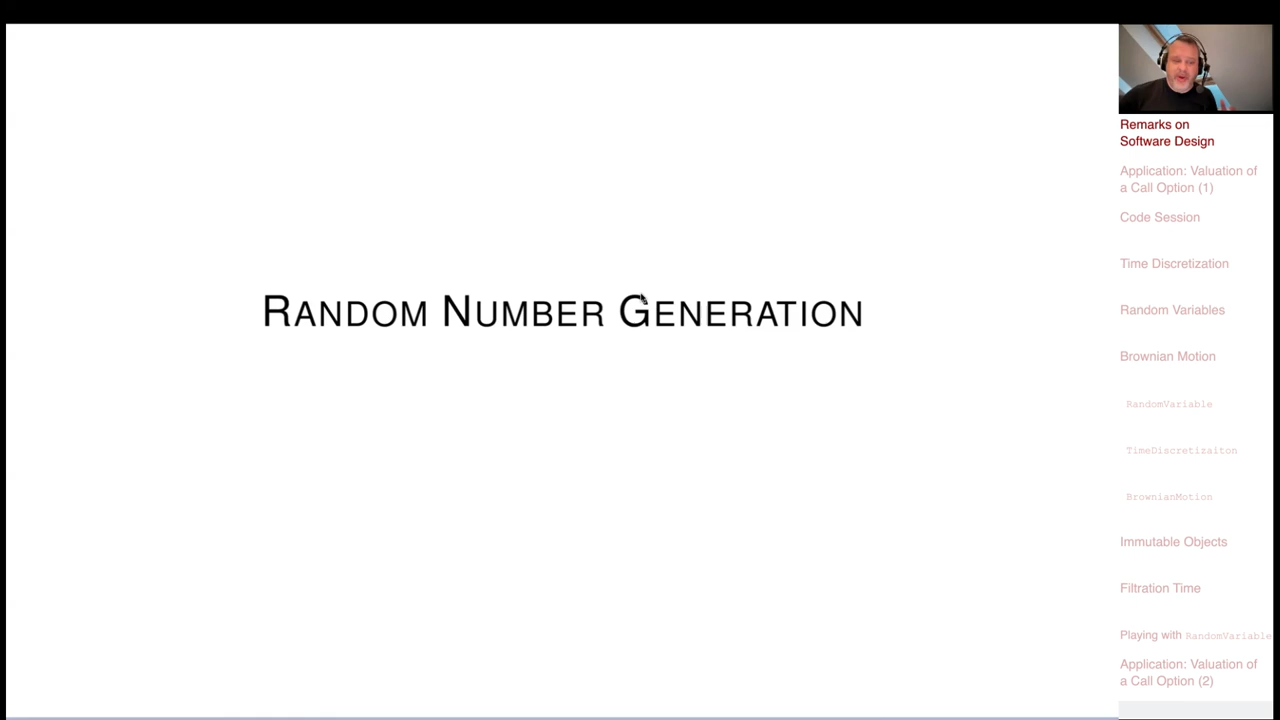 RANDOM NUMBER GENERATION
Remarks on
Software Design
Application: Valuation of
a Call Option (1)
Code Session
Time Discretization
Random Variables
Brownian Motion
RandomVariable
TimeDiscretizaiton
BrownianMotion
Immutable Objects
Filtration Time
Playing with RandomVariable
Application: Valuation of
a Call Option (2)